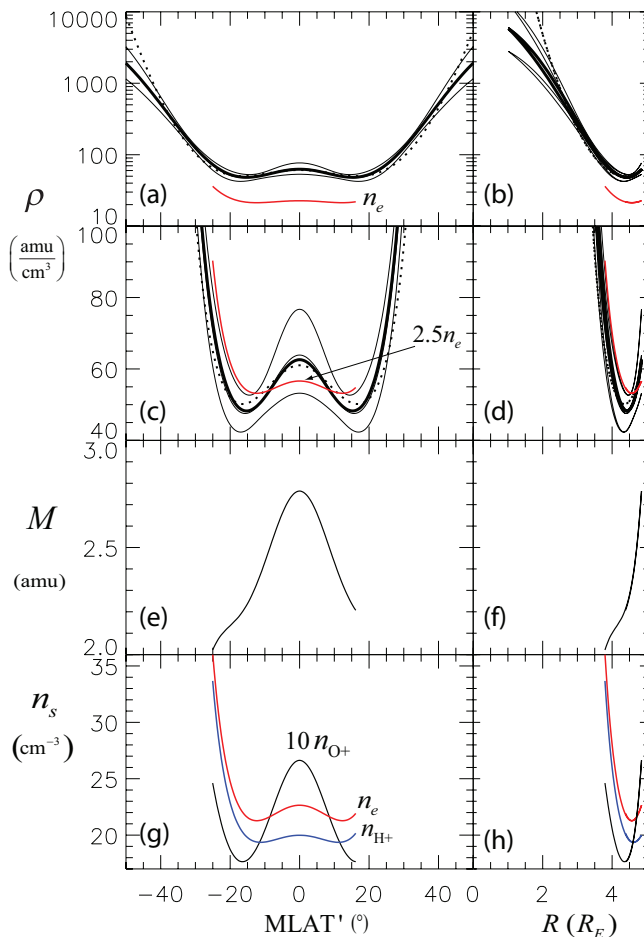 10000
1000
100
10
ρ
(amu/cm³)
(a)
n_e
(b)
100
80
60
40
2.5n_e
(c)
(d)
3.0
2.5
2.0
M
(amu)
(e)
(f)
35
30
25
20
n_s
(cm⁻³)
10 n_O+
n_e
n_H+
(g)
(h)
−40 −20 0 20 40 0 2 4
MLAT' (°) R (R_E)